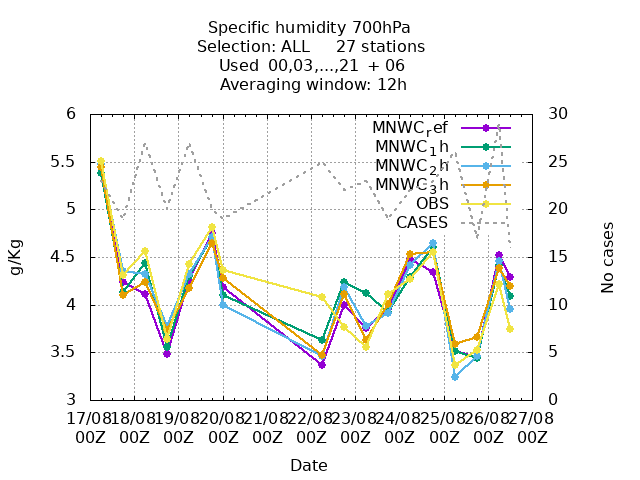 Specific humidity 700hPa
Selection: ALL 27 stations
Used 00,03,...,21 + 06
Averaging window: 12h
g/Kg
No cases
6
5.5
5
4.5
4
3.5
3
30
25
20
15
10
5
0
MNWC_ref
MNWC_1h
MNWC_2h
MNWC_3h
OBS
CASES
17/08 18/08 19/08 20/08 21/08 22/08 23/08 24/08 25/08 26/08 27/08
00Z 00Z 00Z 00Z 00Z 00Z 00Z 00Z 00Z 00Z 00Z
Date